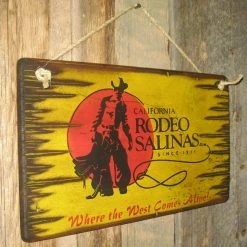 CALIFORNIA
RODEO
SALINAS
SINCE 1911
Where the West Comes Alive!